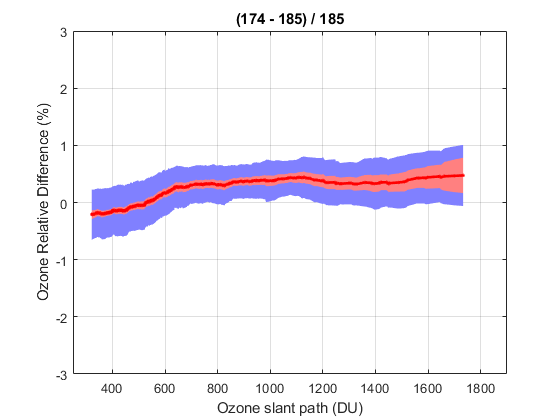 (174 - 185) / 185
Ozone Relative Difference (%)
3
2
1
0
-1
-2
-3
400 600 800 1000 1200 1400 1600 1800
Ozone slant path (DU)